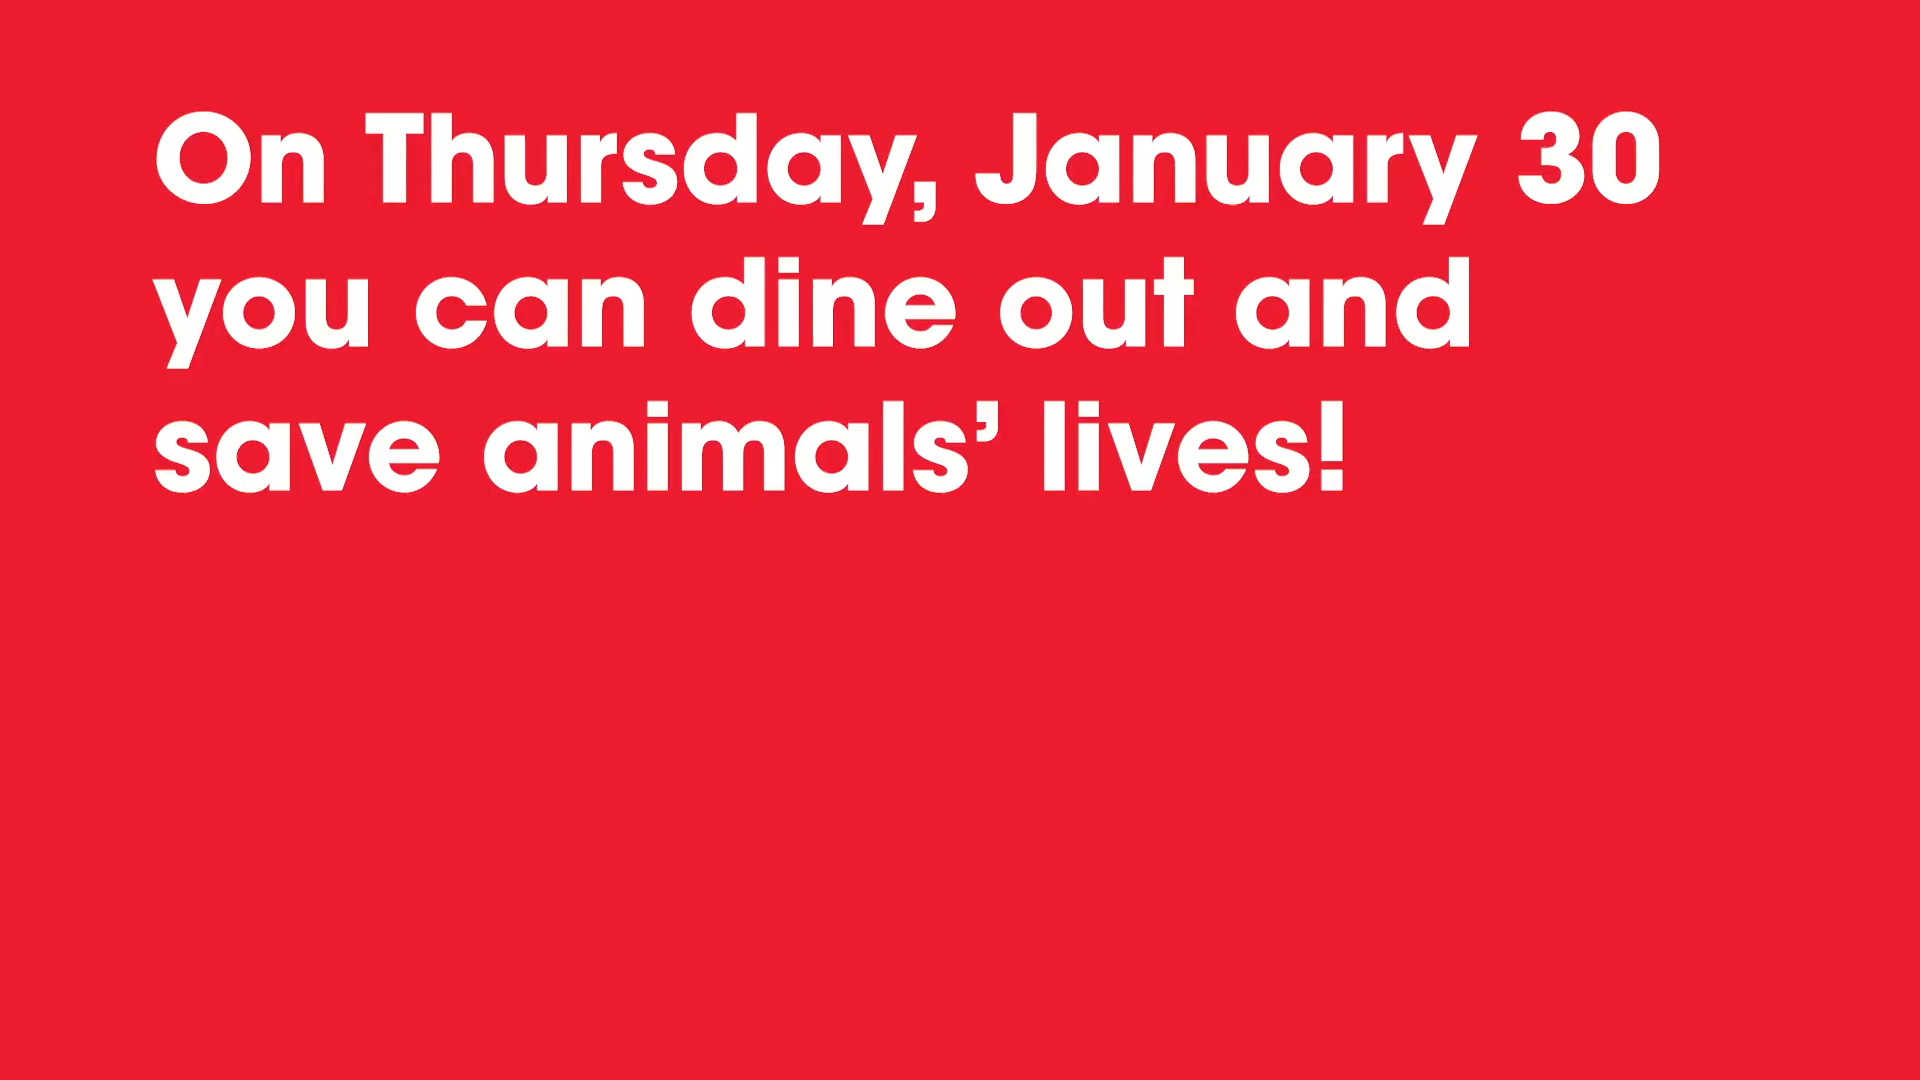 On Thursday, January 30
you can dine out and
save animals’ lives!